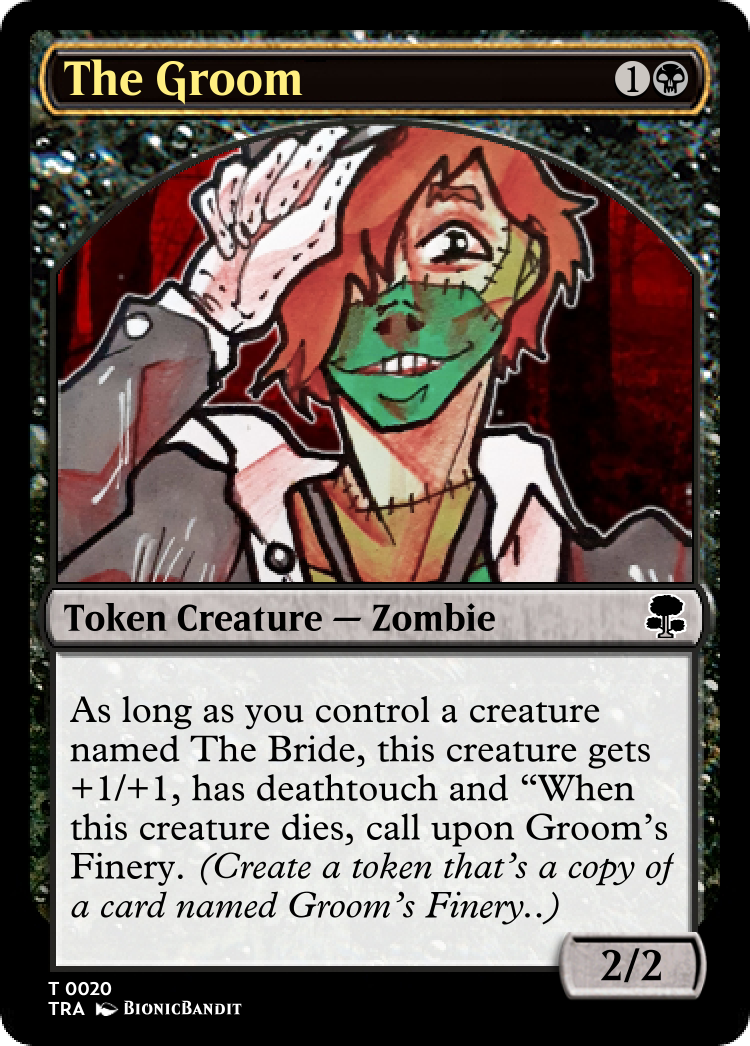 The Groom
1
Token Creature — Zombie
As long as you control a creature
named The Bride, this creature gets
+1/+1, has deathtouch and “When
this creature dies, call upon Groom’s
Finery. (Create a token that’s a copy of
a card named Groom’s Finery..)
2/2
T 0020
TRA BIONICBANDIT